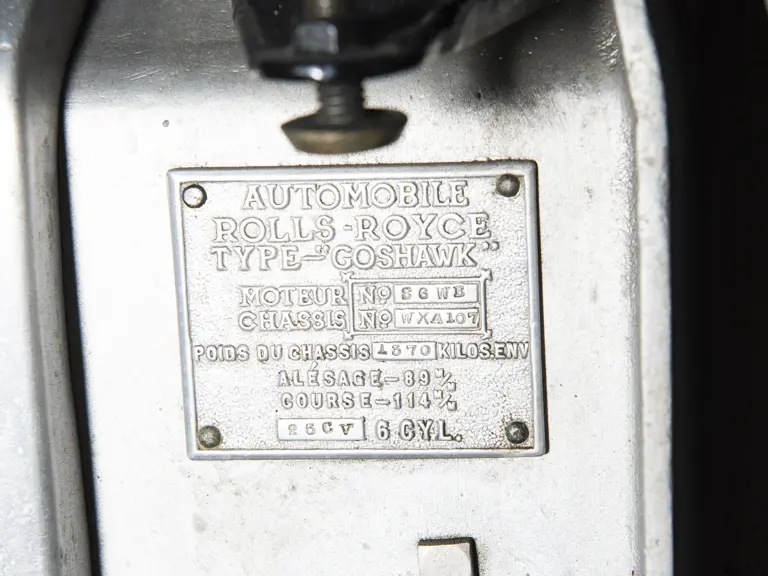 AUTOMOBILE
ROLLS-ROYCE
TYPE-"GOSHAWK"
MOTEUR No
CHASSIS No WXA107
POIDS DU CHASSIS 1370 KILOS.ENV
ALÉSAGE-89 m/m
COURSE-114 m/m
25CV 6 CYL.